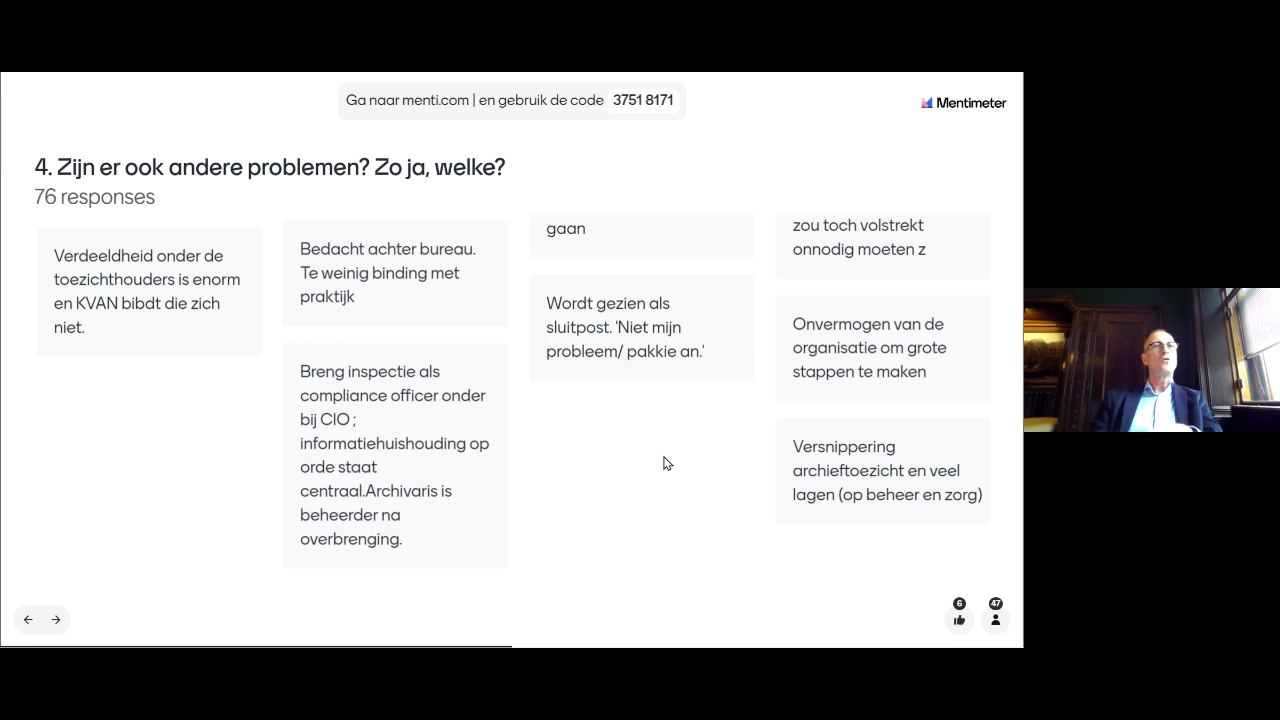 Ga naar menti.com | en gebruik de code 3751 8171
Mentimeter
4. Zijn er ook andere problemen? Zo ja, welke?
76 responses
Verdeeldheid onder de
toezichthouders is enorm
en KVAN bibdt die zich
niet.
Bedacht achter bureau.
Te weinig binding met
praktijk
Breng inspectie als
compliance officer onder
bij CIO ;
informatiehuishouding op
orde staat
centraal.Archivaris is
beheerder na
overbrenging.
gaan
Wordt gezien als
sluitpost. 'Niet mijn
probleem/ pakkie an.'
zou toch volstrekt
onnodig moeten z
Onvermogen van de
organisatie om grote
stappen te maken
Versnippering
archieftoezicht en veel
lagen (op beheer en zorg)
6
47